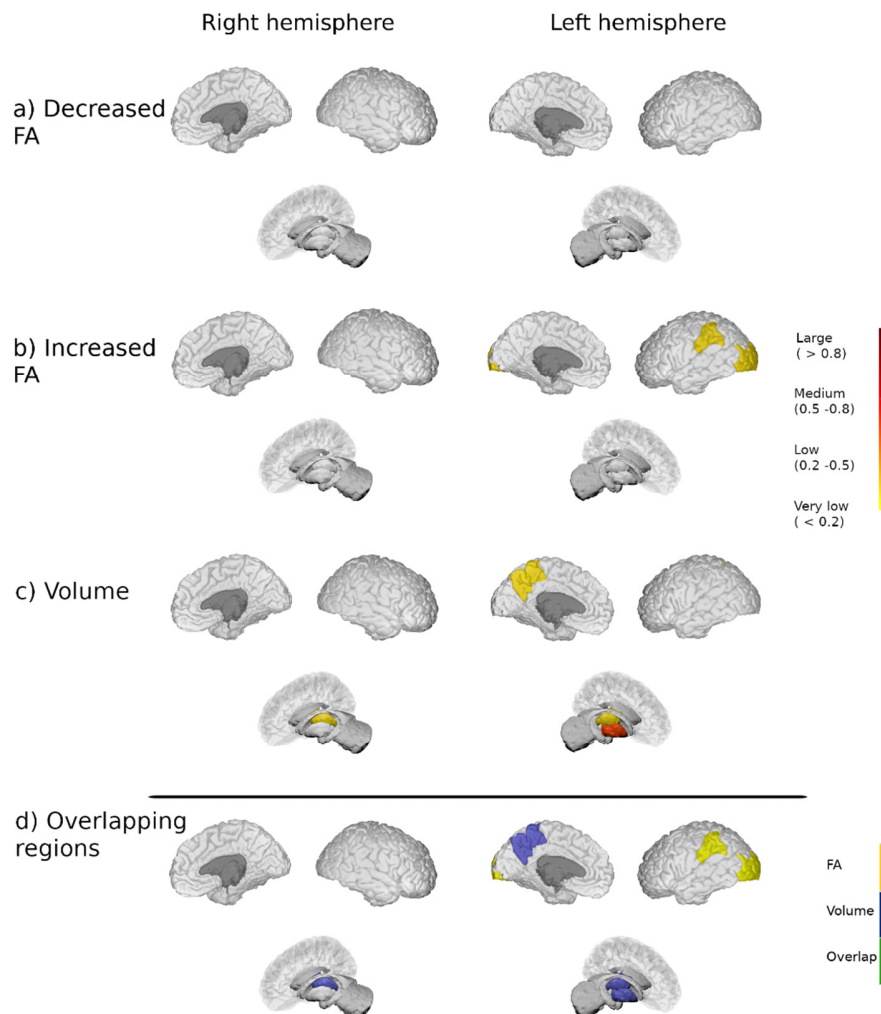 Right hemisphere
Left hemisphere
a) Decreased
FA
b) Increased
FA
Large
( > 0.8)
Medium
(0.5 -0.8)
Low
(0.2 -0.5)
Very low
( < 0.2)
c) Volume
d) Overlapping
regions
FA
Volume
Overlap